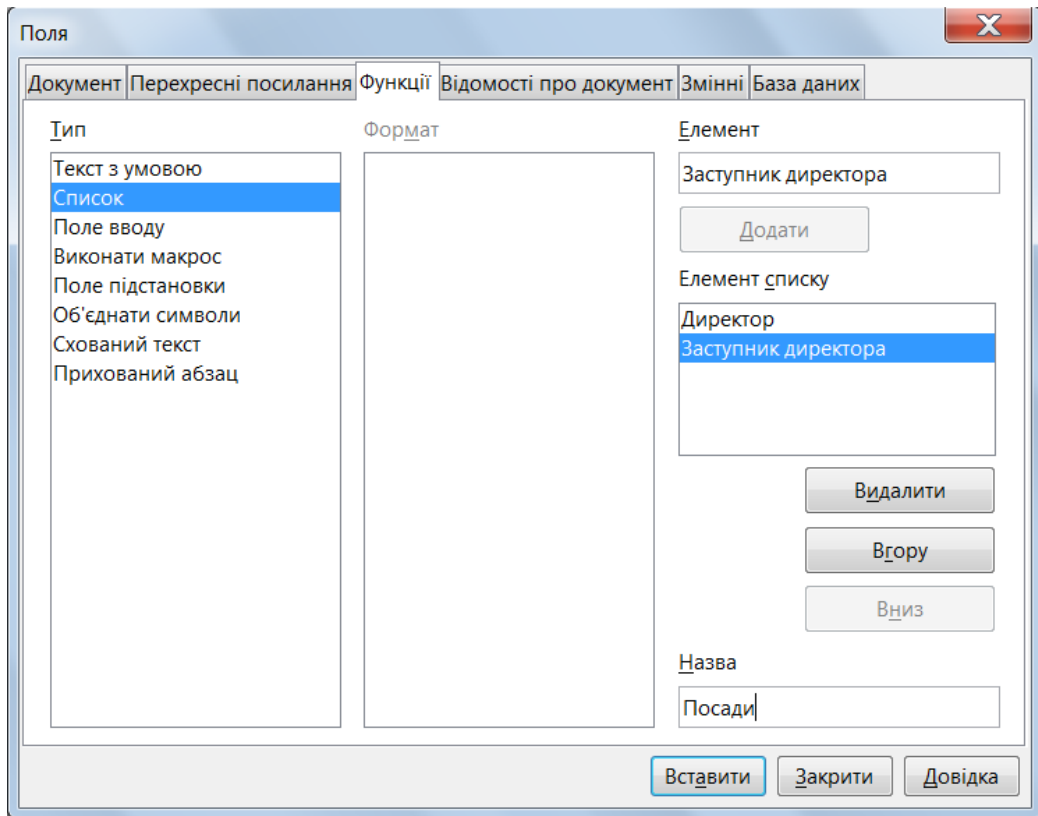 Поля
Документ Перехресні посилання Функції Відомості про документ Змінні База даних
Тип
Текст з умовою
Список
Поле вводу
Виконати макрос
Поле підстановки
Об'єднати символи
Схований текст
Прихований абзац
Формат
Елемент
Заступник директора
Додати
Елемент списку
Директор
Заступник директора
Видалити
Вгору
Вниз
Назва
Посади
Вставити Закрити Довідка